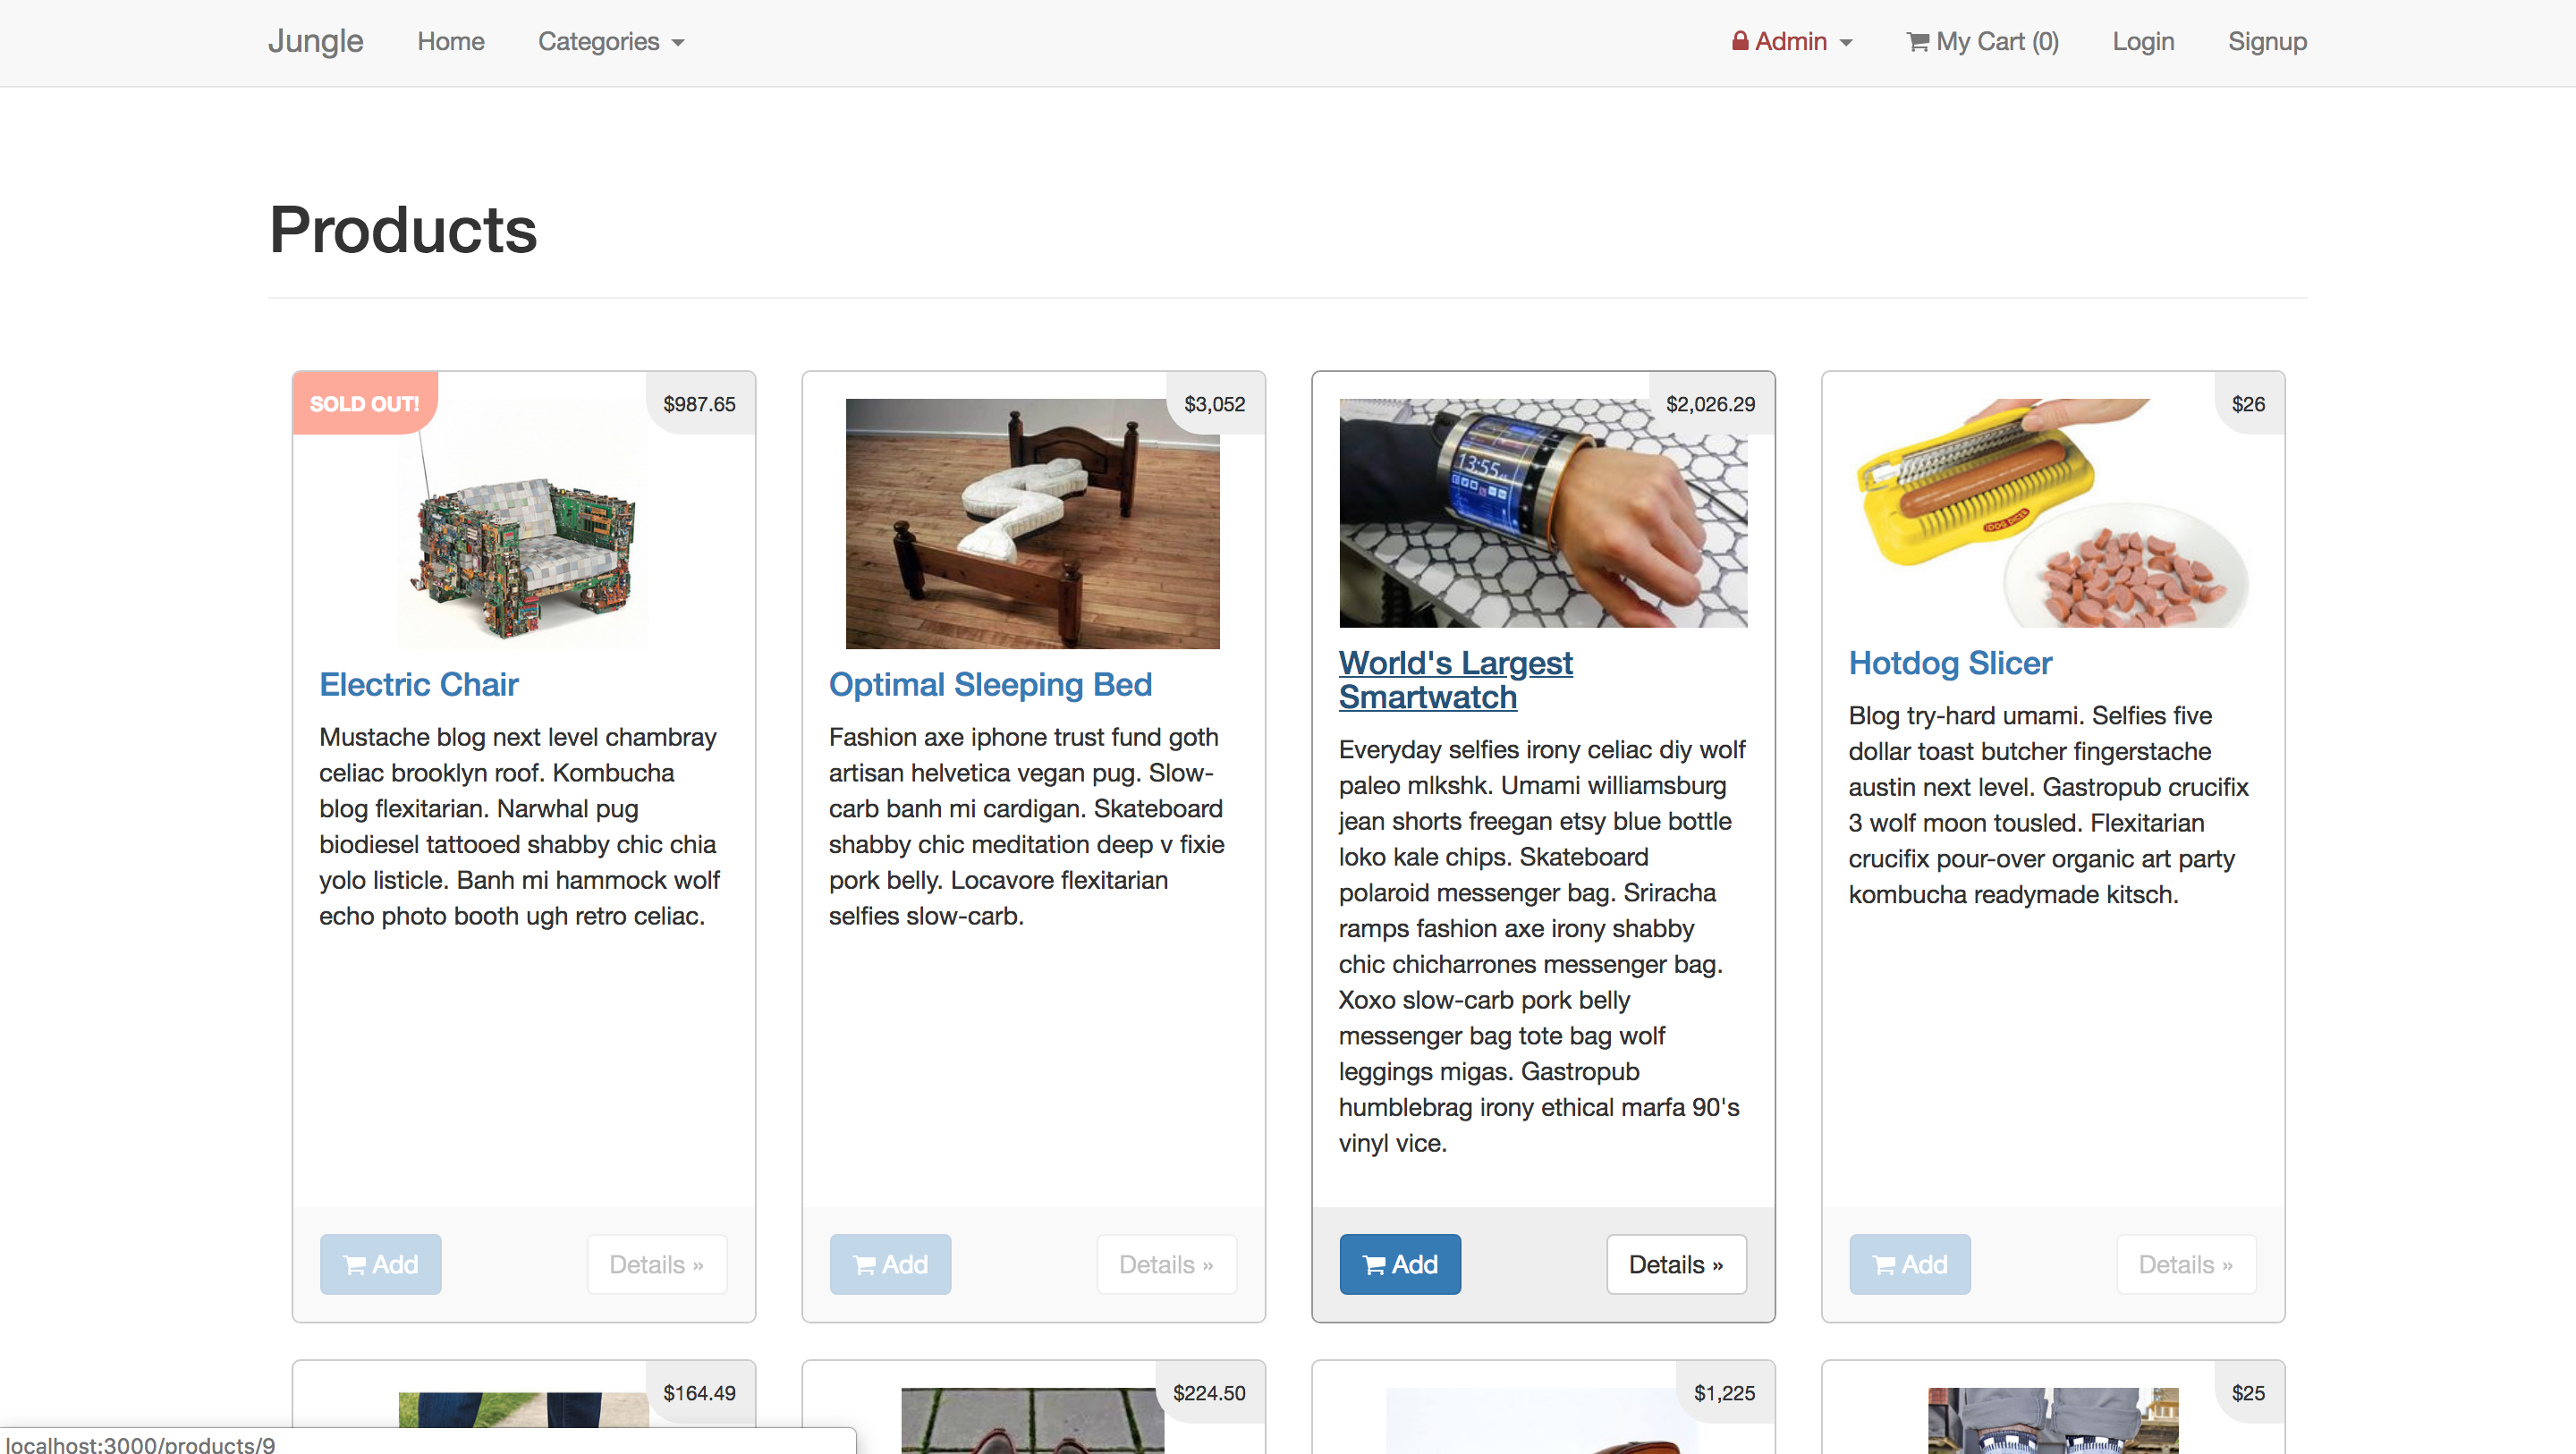 Jungle Home Categories Admin My Cart (0) Login Signup
Products
SOLD OUT!
$987.65
Electric Chair
Mustache blog next level chambray
celiac brooklyn roof. Kombucha
blog flexitarian. Narwhal pug
biodiesel tattooed shabby chic chia
yolo listicle. Banh mi hammock wolf
echo photo booth ugh retro celiac.
Add
Details »
$3,052
Optimal Sleeping Bed
Fashion axe iphone trust fund goth
artisan helvetica vegan pug. Slow-
carb banh mi cardigan. Skateboard
shabby chic meditation deep v fixie
pork belly. Locavore flexitarian
selfies slow-carb.
Add
Details »
$2,026.29
13:55
World's Largest
Smartwatch
Everyday selfies irony celiac diy wolf
paleo mlkshk. Umami williamsburg
jean shorts freegan etsy blue bottle
loko kale chips. Skateboard
polaroid messenger bag. Sriracha
ramps fashion axe irony shabby
chic chicharrones messenger bag.
Xoxo slow-carb pork belly
messenger bag tote bag wolf
leggings migas. Gastropub
humblebrag irony ethical marfa 90's
vinyl vice.
Add
Details »
$26
Hotdog Slicer
Blog try-hard umami. Selfies five
dollar toast butcher fingerstache
austin next level. Gastropub crucifix
3 wolf moon tousled. Flexitarian
crucifix pour-over organic art party
kombucha readymade kitsch.
Add
Details »
$164.49
$224.50
$1,225
$25
localhost:3000/products/9